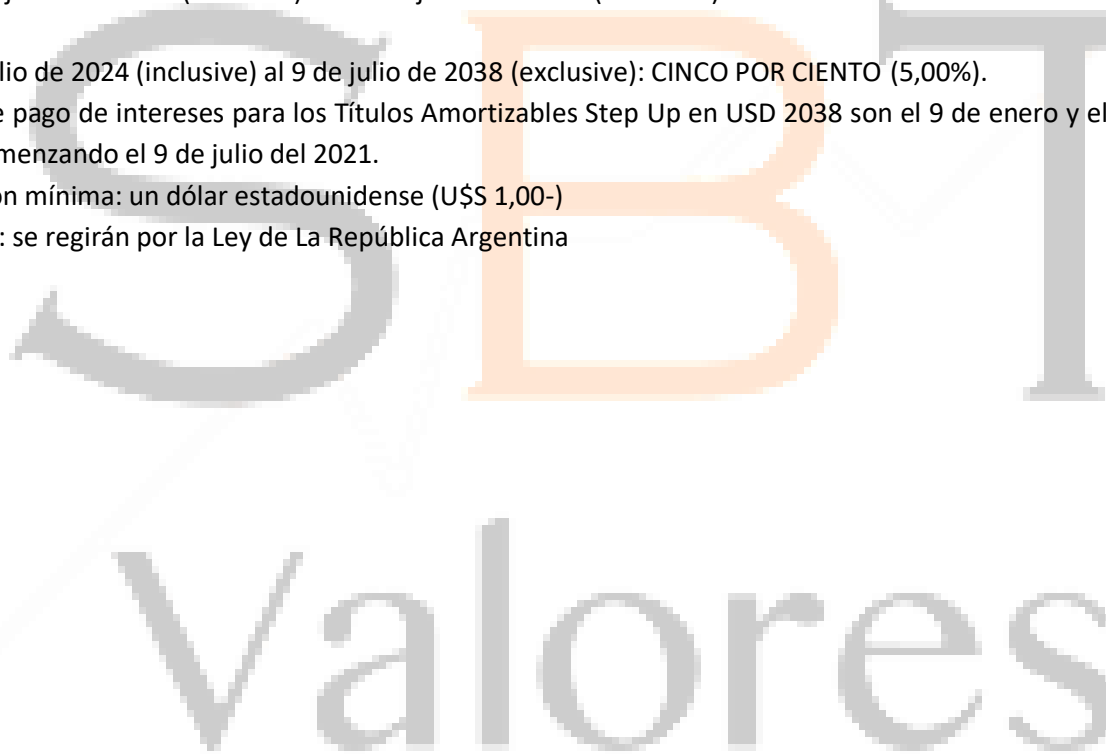 lio de 2024 (inclusive) al 9 de julio de 2038 (exclusive): CINCO POR CIENTO (5,00%).
e pago de intereses para los Títulos Amortizables Step Up en USD 2038 son el 9 de enero y el
menzando el 9 de julio del 2021.
ón mínima: un dólar estadounidense (U$S 1,00-)
: se regirán por la Ley de La República Argentina
SBT
Valores